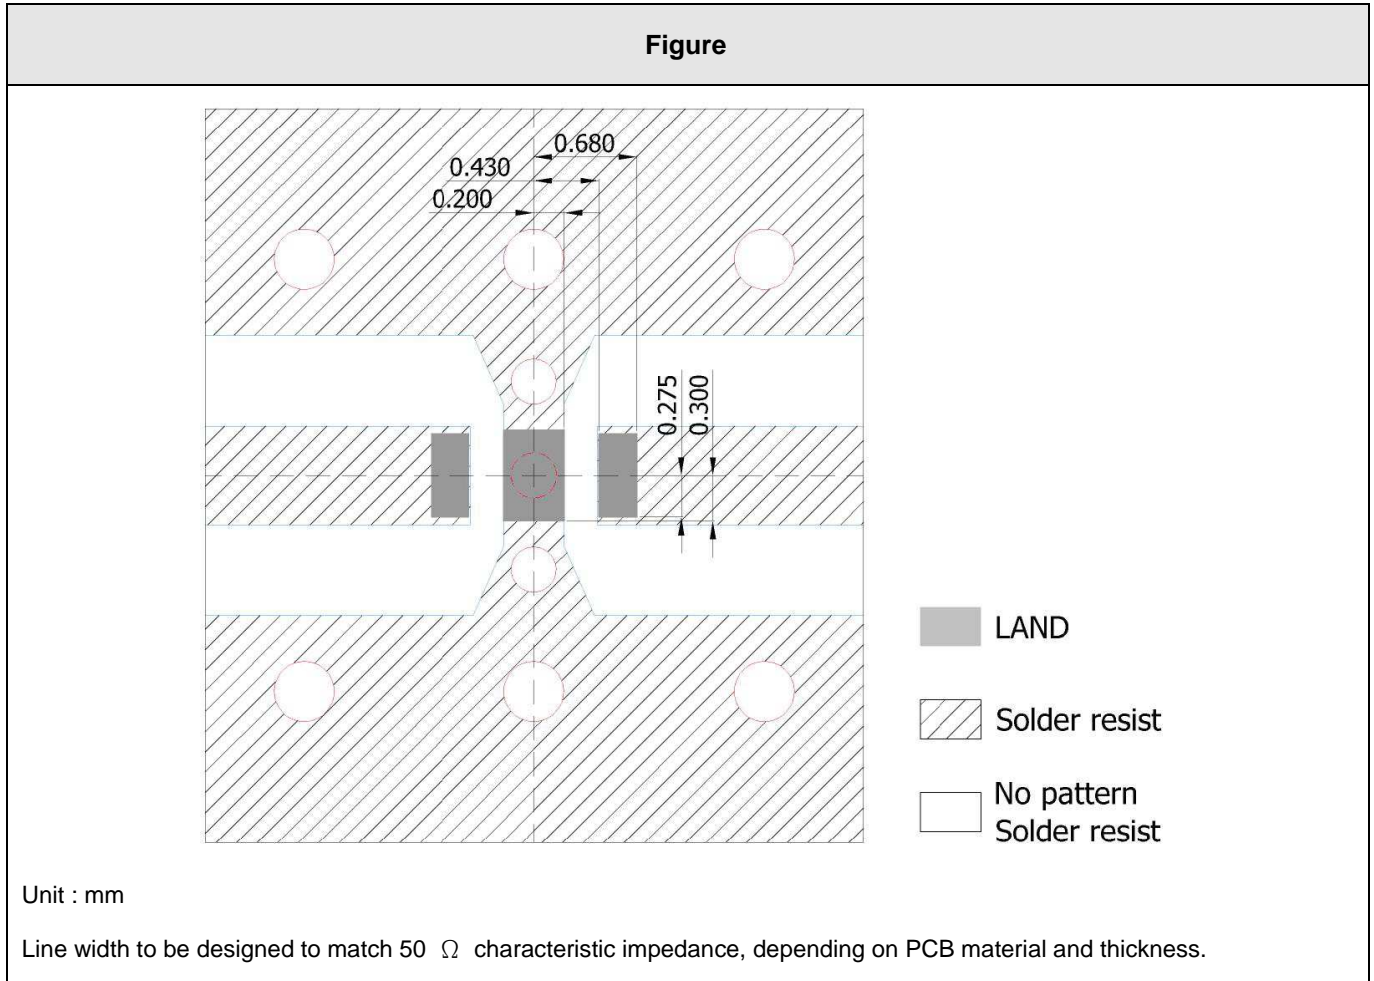 Figure
0.680
0.430
0.200
0.275
0.300
LAND
Solder resist
No pattern
Solder resist
Unit : mm
Line width to be designed to match 50 Ω characteristic impedance, depending on PCB material and thickness.